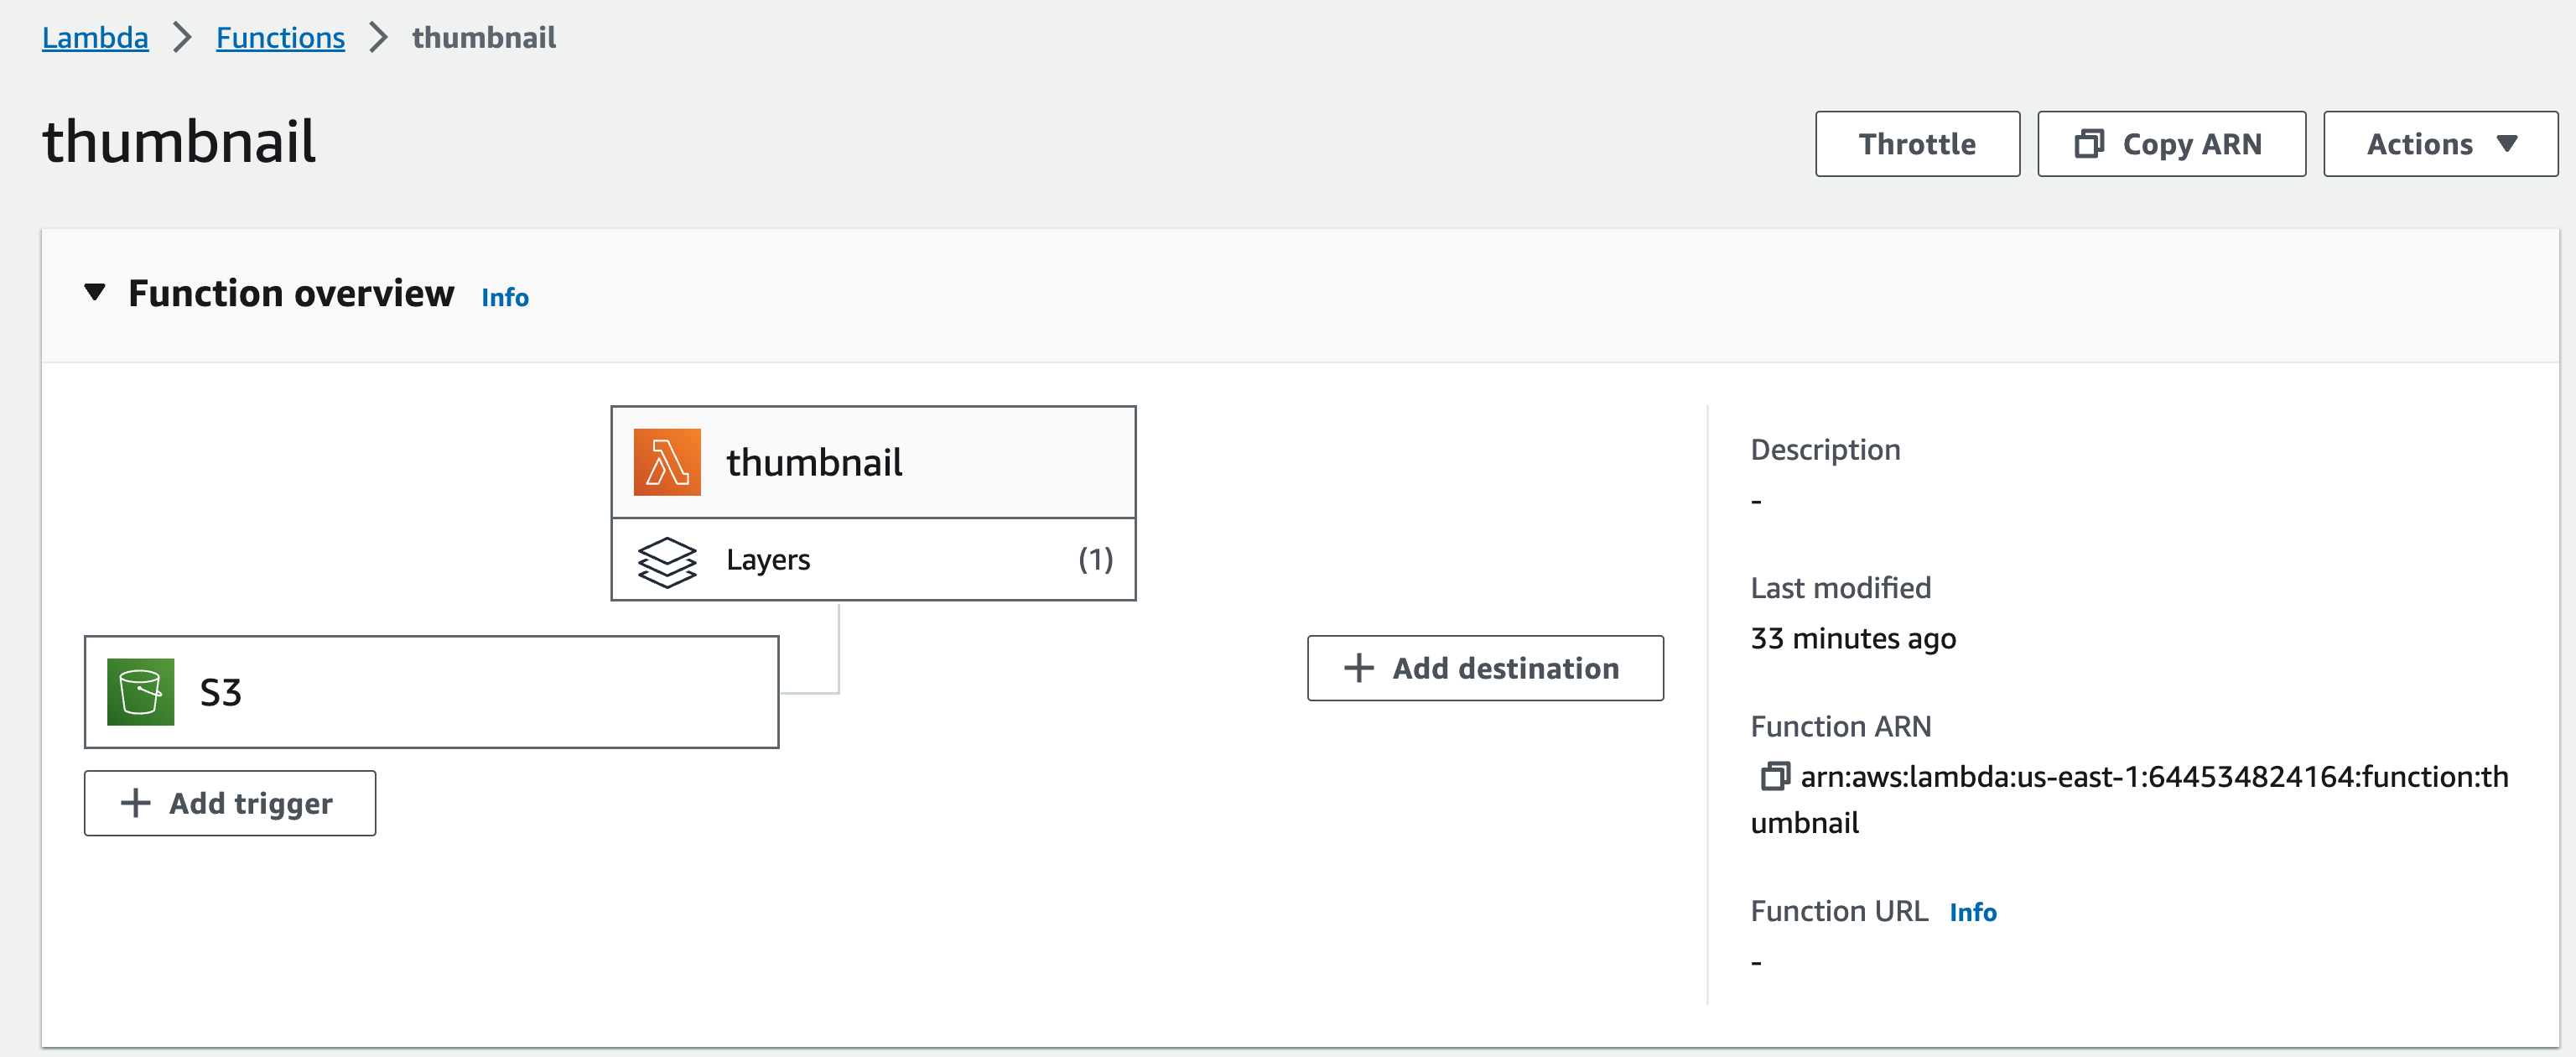 Lambda > Functions > thumbnail
thumbnail
Throttle
Copy ARN
Actions
Function overview Info
thumbnail
Layers (1)
S3
+ Add trigger
+ Add destination
Description
-
Last modified
33 minutes ago
Function ARN
arn:aws:lambda:us-east-1:644534824164:function:th
umbnail
Function URL Info
-